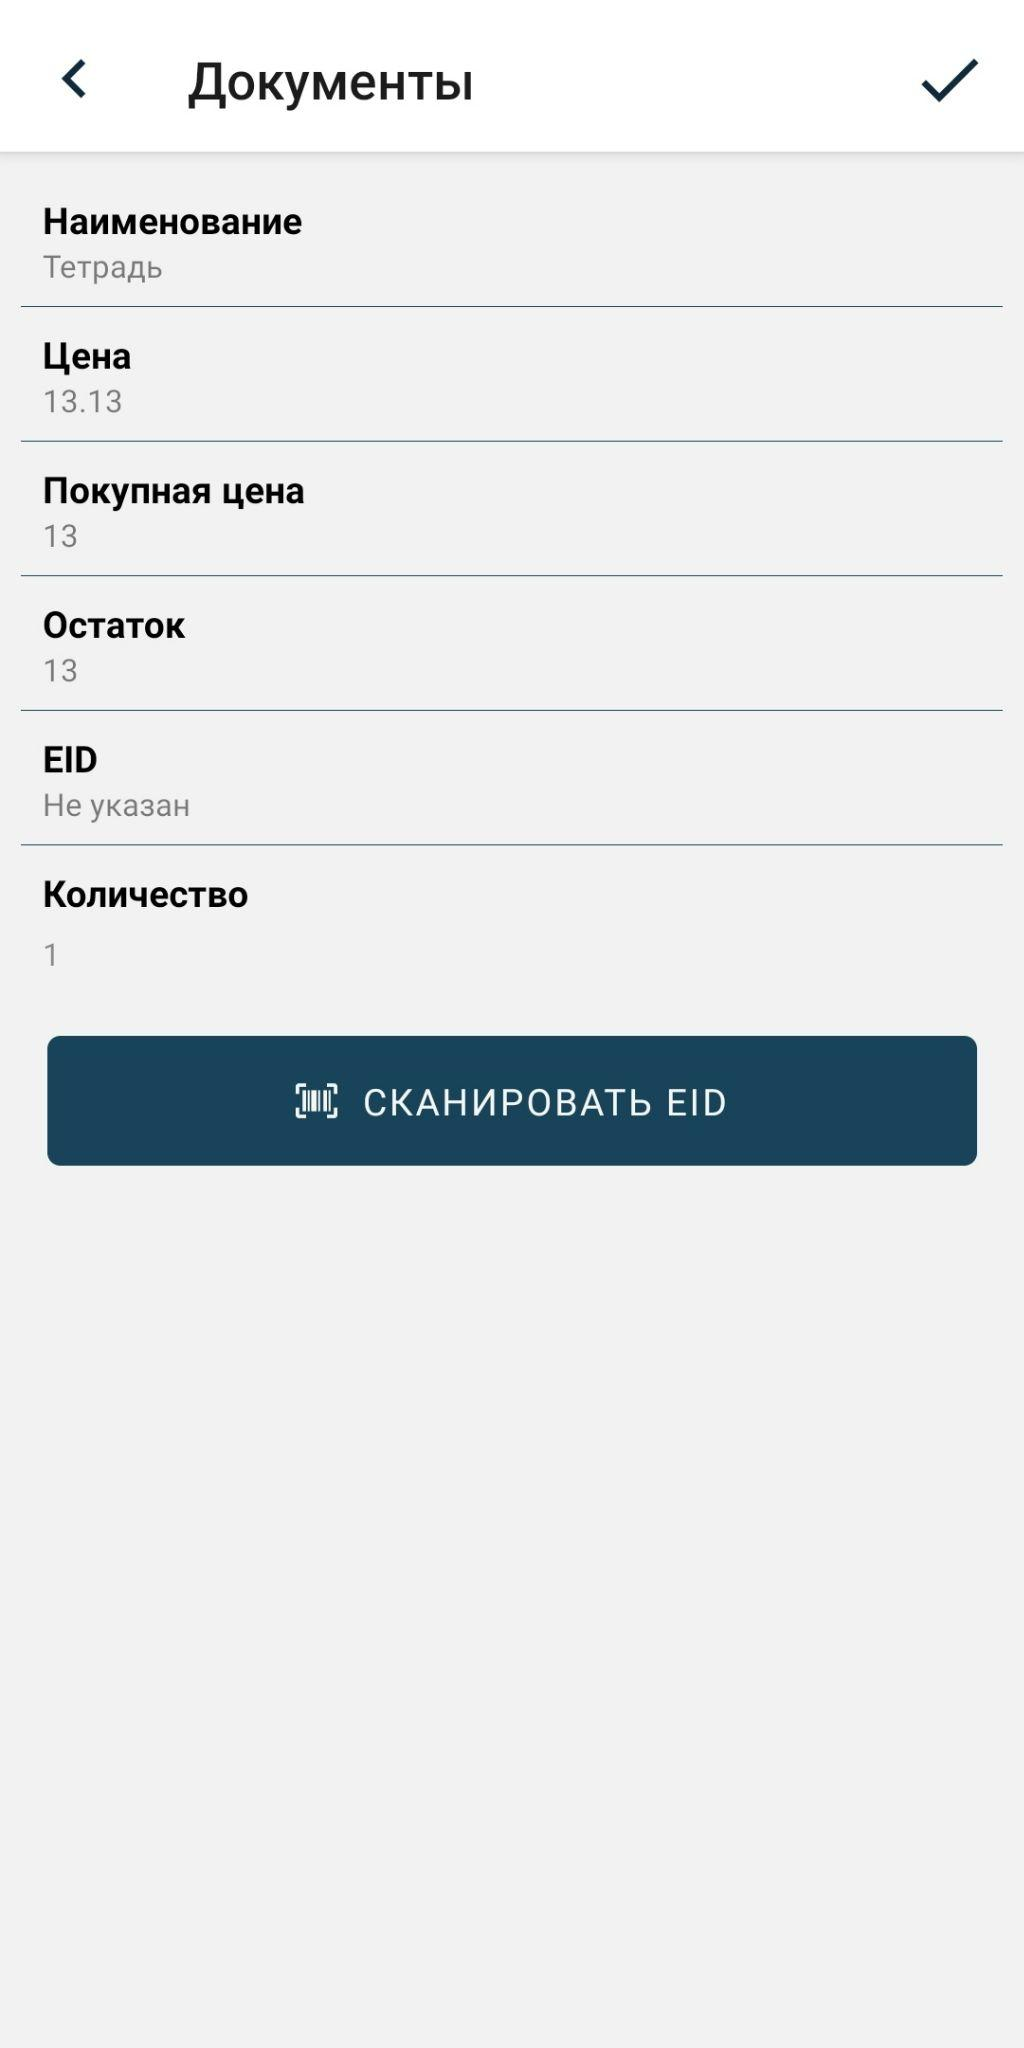 Документы
Наименование
Тетрадь
Цена
13.13
Покупная цена
13
Остаток
13
EID
Не указан
Количество
1
СКАНИРОВАТЬ EID